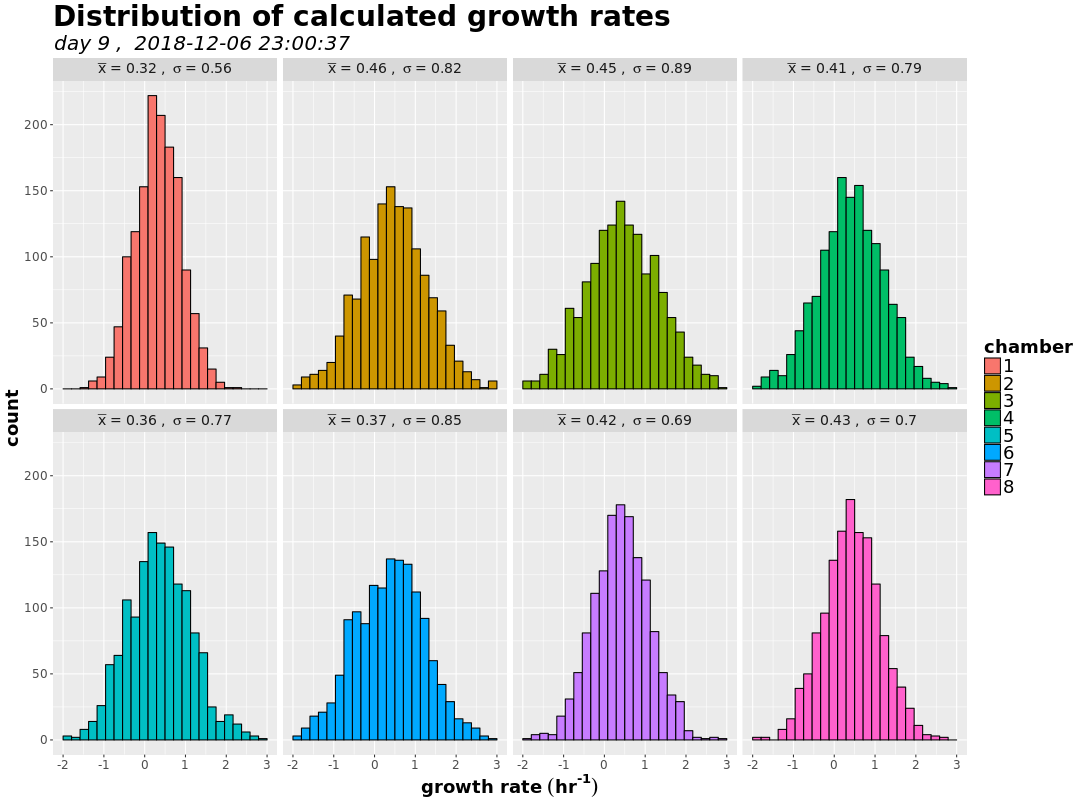 Distribution of calculated growth rates
day 9 ,  2018-12-06 23:00:37
x̅ = 0.32 ,  σ = 0.56
x̅ = 0.46 ,  σ = 0.82
x̅ = 0.45 ,  σ = 0.89
x̅ = 0.41 ,  σ = 0.79
200
150
100
50
0
x̅ = 0.36 ,  σ = 0.77
x̅ = 0.37 ,  σ = 0.85
x̅ = 0.42 ,  σ = 0.69
x̅ = 0.43 ,  σ = 0.7
200
150
100
50
0
-2 -1 0 1 2 3
-2 -1 0 1 2 3
-2 -1 0 1 2 3
-2 -1 0 1 2 3
count
growth rate (hr⁻¹)
chamber
1
2
3
4
5
6
7
8